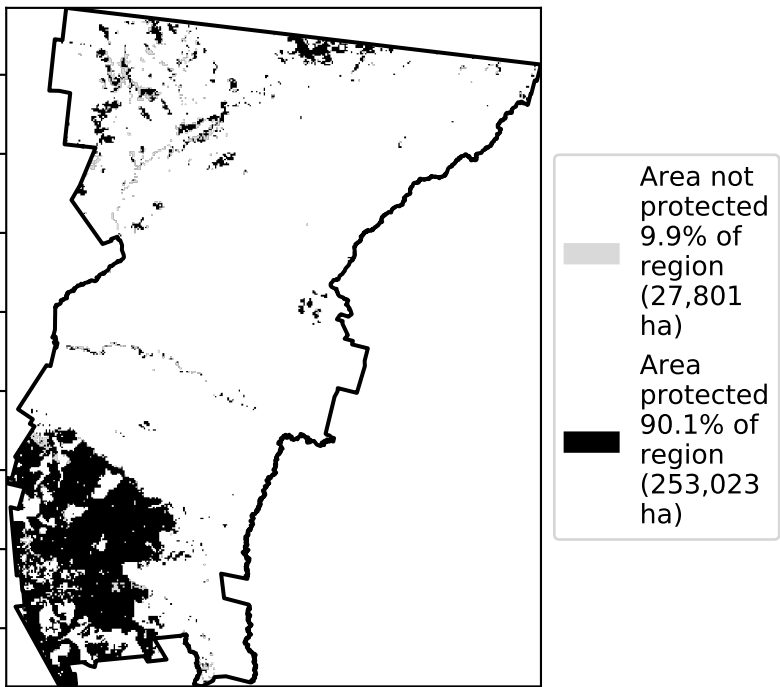 Area not
protected
9.9% of
region
(27,801
ha)
Area
protected
90.1% of
region
(253,023
ha)